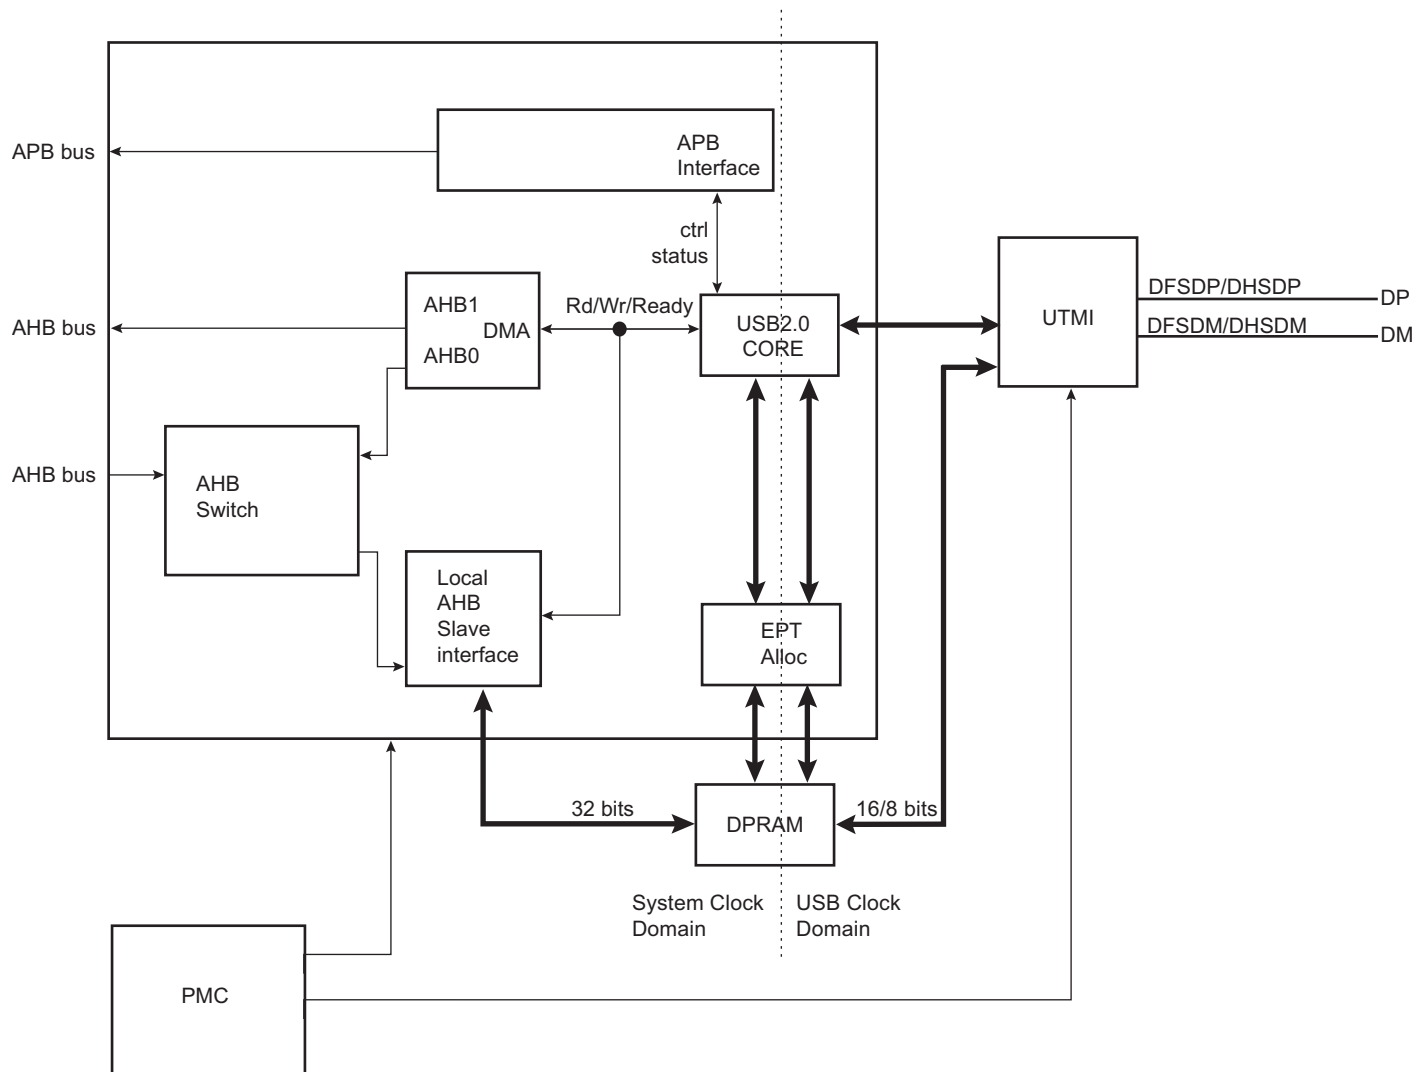 APB bus
APB
Interface
ctrl
status
AHB bus
AHB1
DMA
AHB0
Rd/Wr/Ready
USB2.0
CORE
UTMI
DFSDP/DHSDP
DP
DFSDM/DHSDM
DM
AHB bus
AHB
Switch
Local
AHB
Slave
interface
EPT
Alloc
32 bits
DPRAM
16/8 bits
System Clock
Domain
USB Clock
Domain
PMC